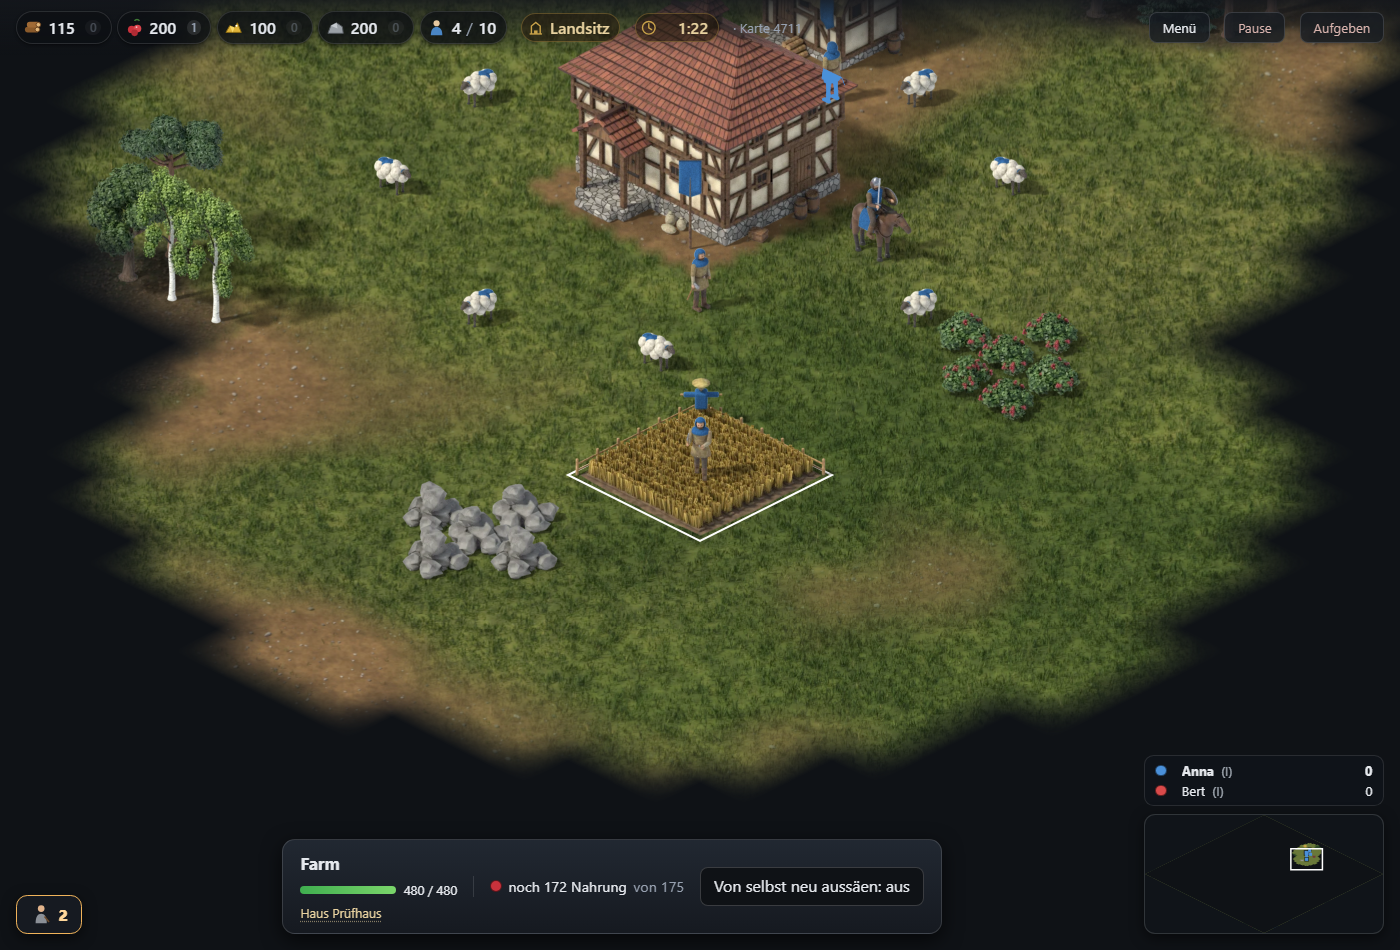 115 0 200 1 100 0 200 0 4 / 10 Landsitz 1:22 · Karte 4711 Menü Pause Aufgeben
Anna (I) 0
Bert (I) 0
Farm
480 / 480 noch 172 Nahrung von 175 Von selbst neu aussäen: aus
Haus Prüfhaus
2